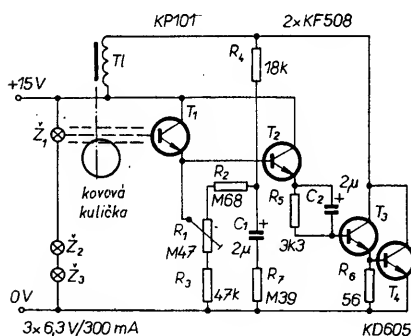 KP101
2×KF508
Tl
R4
18k
+15V
T1
T2
Ž1
kovová
kulička
R2
M68
R1
M47
C1
2µ
R5
3k3
C2
2µ
T3
Ž2
Ž3
R3
47k
R7
M39
R6
56
T4
0V
3×6,3V/300 mA
KD605